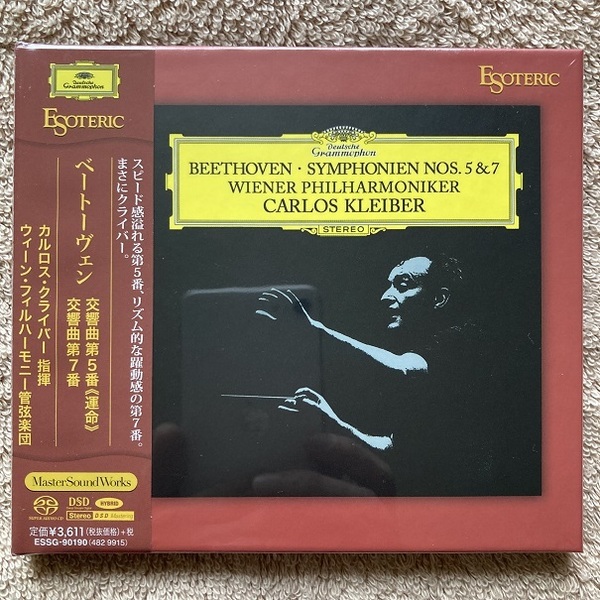 Deutsche
Grammophon
ESOTERIC
ベートーヴェン
交響曲第5番《運命》
交響曲第7番
カルロス・クライバー 指揮
ウィーン・フィルハーモニー管弦楽団
スピード感溢れる第5番、リズム的な躍動感の第7番。
まさにクライバー。
MasterSoundWorks
SUPER AUDIO CD
DSD
HYBRID
Stereo
DSD Mastering
定価¥3,611(税抜価格)+税
ESSG-90190 (482 9915)
ESOTERIC
Deutsche
Grammophon
BEETHOVEN · SYMPHONIEN NOS. 5 & 7
WIENER PHILHARMONIKER
CARLOS KLEIBER
STEREO